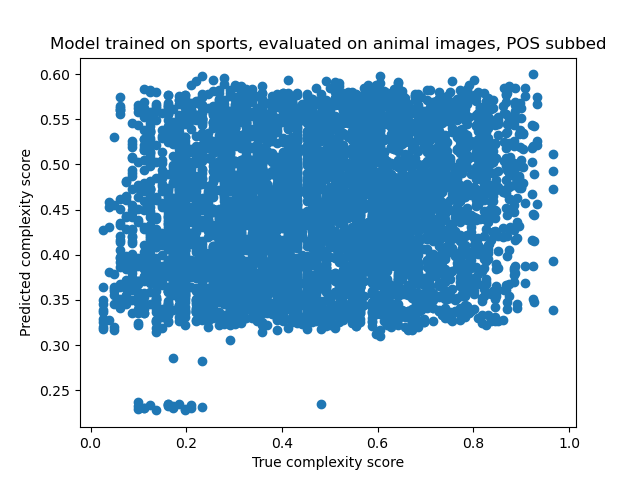 Model trained on sports, evaluated on animal images, POS subbed
0.60
0.55
0.50
0.45
0.40
0.35
0.30
0.25
Predicted complexity score
0.0 0.2 0.4 0.6 0.8 1.0
True complexity score